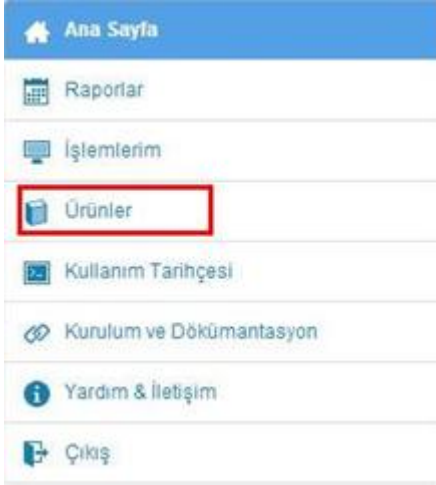 Ana Sayfa
Raporlar
İşlemlerim
Ürünler
Kullanım Tarihçesi
Kurulum ve Dökümantasyon
Yardım & İletişim
Çıkış